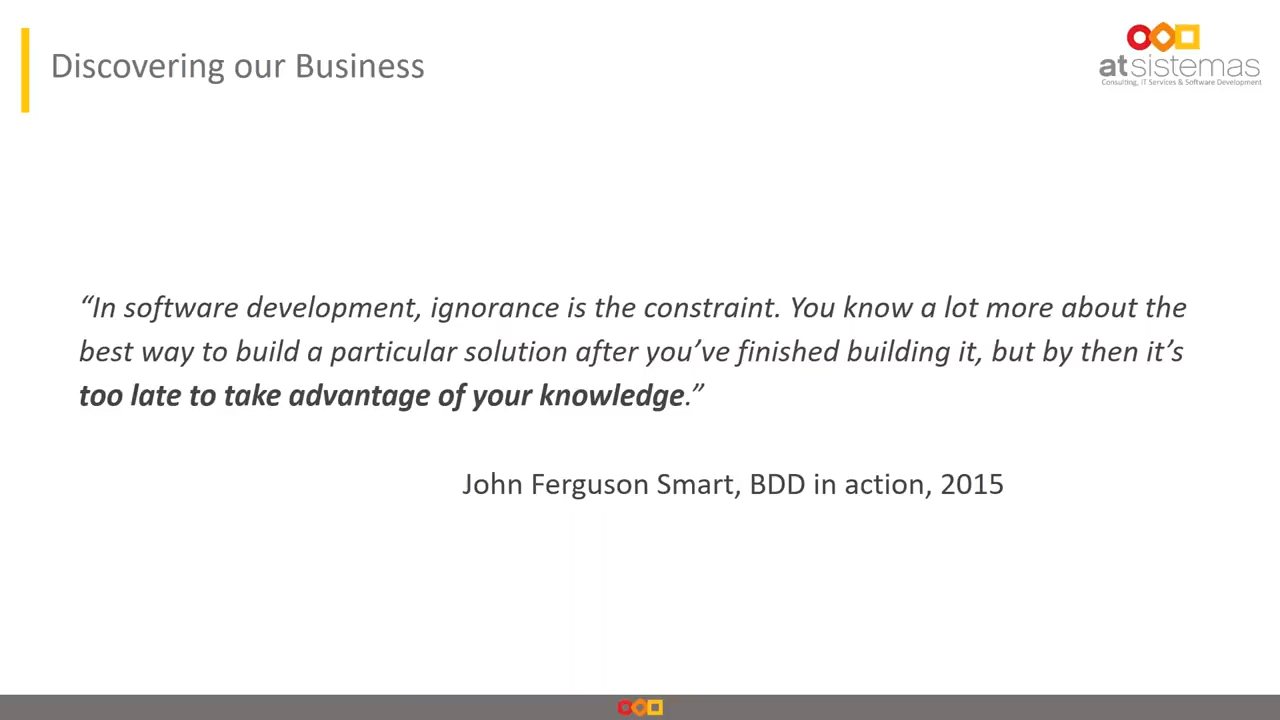 Discovering our Business
atsistemas
Consulting, IT Services & Software Development
“In software development, ignorance is the constraint. You know a lot more about the
best way to build a particular solution after you’ve finished building it, but by then it’s
too late to take advantage of your knowledge.”
John Ferguson Smart, BDD in action, 2015